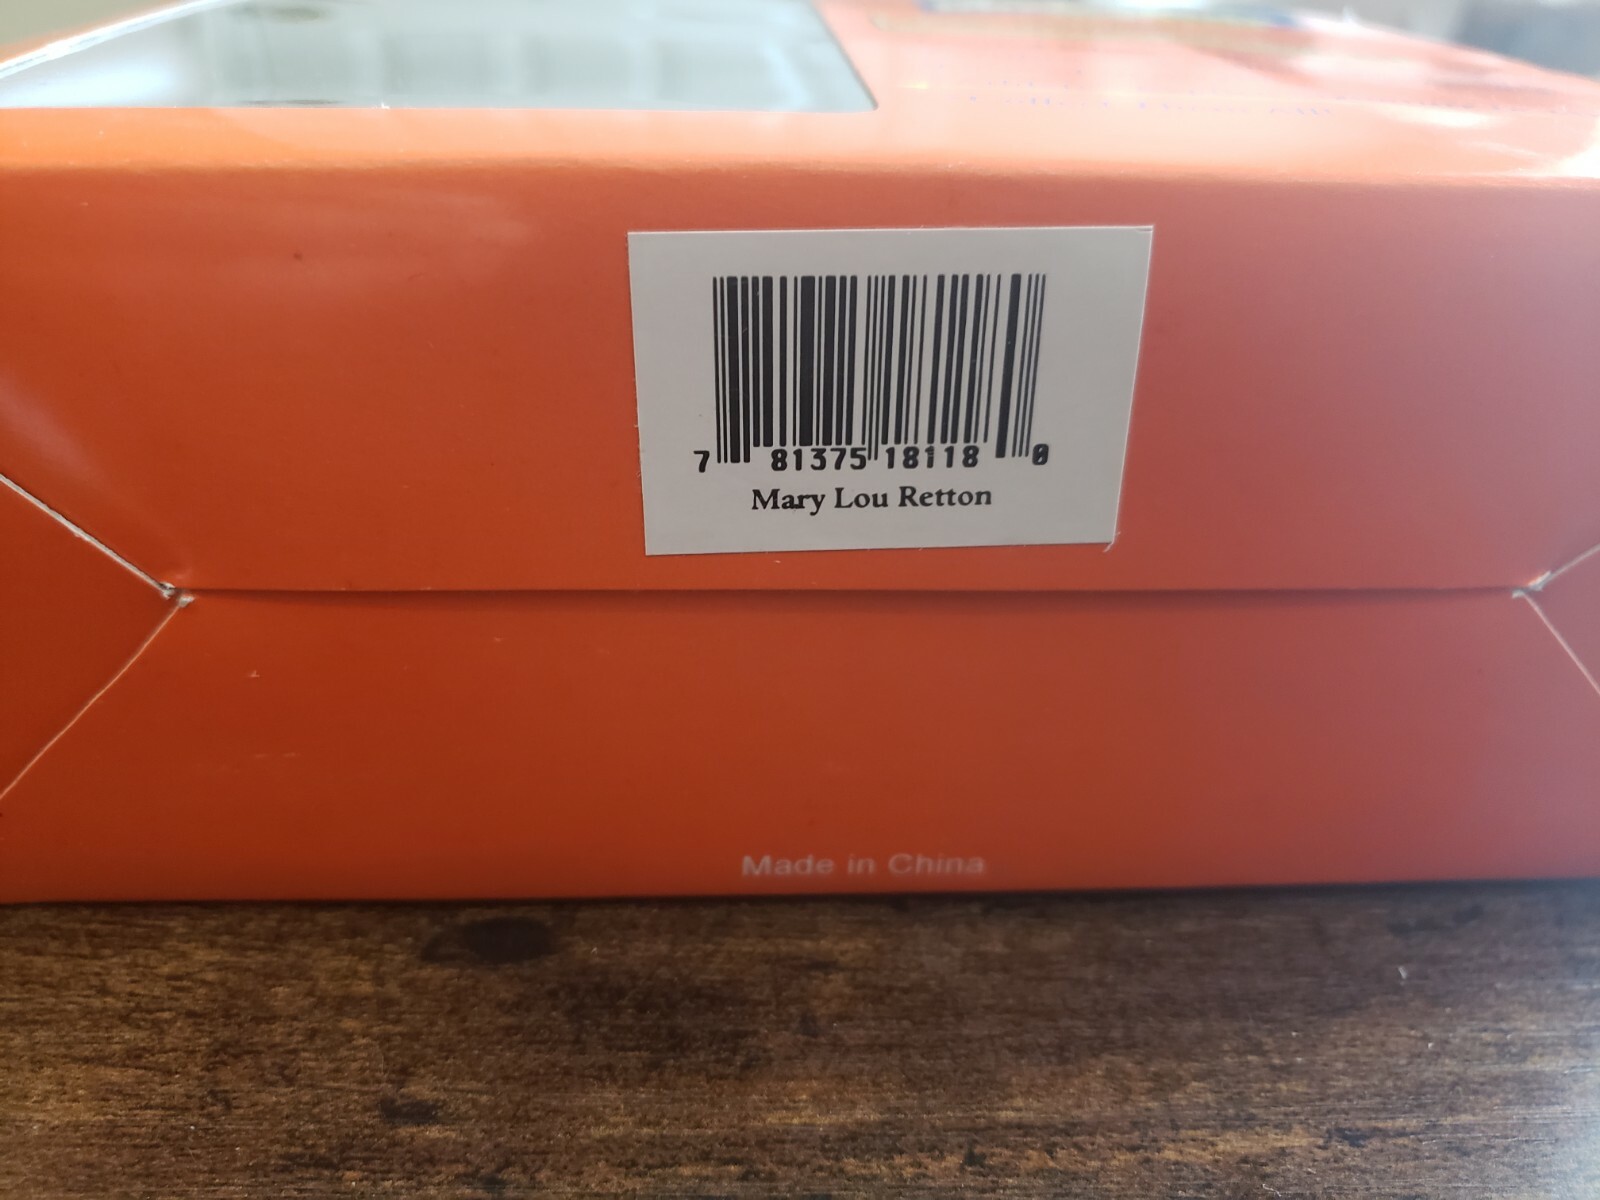 7 81375 18118 0
Mary Lou Retton
Made in China